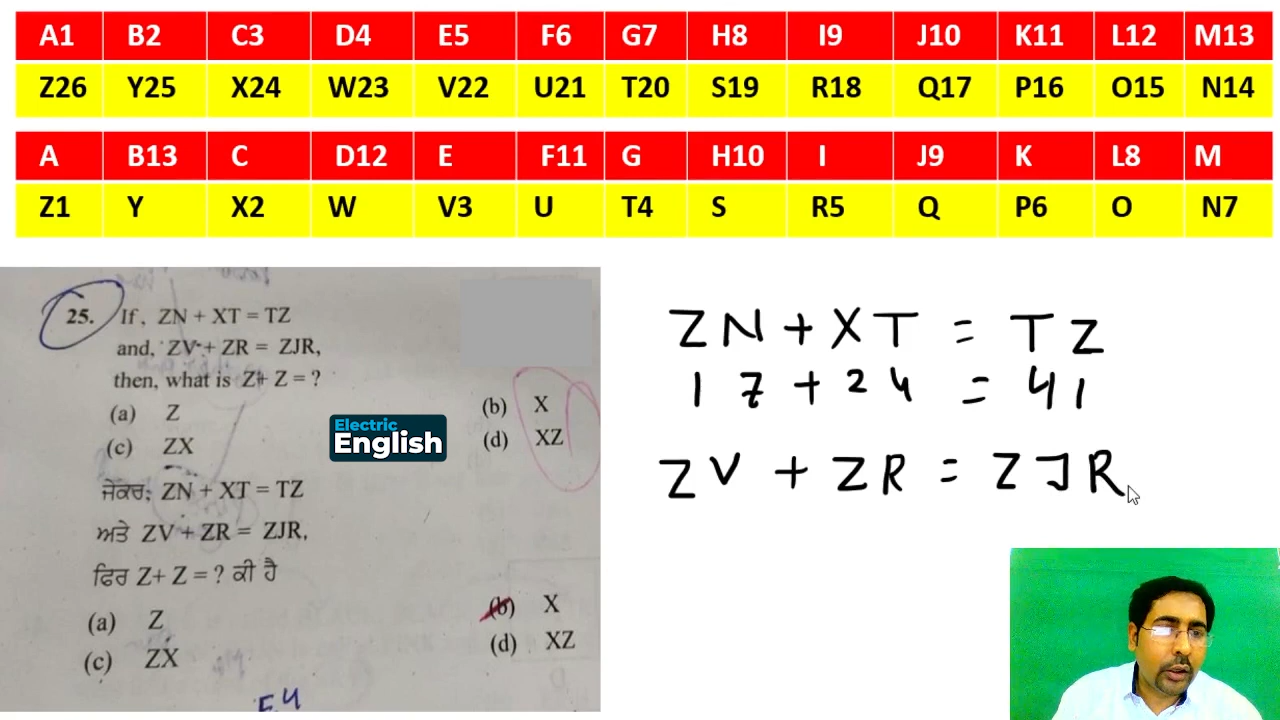 A1 B2 C3 D4 E5 F6 G7 H8 I9 J10 K11 L12 M13
Z26 Y25 X24 W23 V22 U21 T20 S19 R18 Q17 P16 O15 N14
A B13 C D12 E F11 G H10 I J9 K L8 M
Z1 Y X2 W V3 U T4 S R5 Q P6 O N7
25. If, ZN + XT = TZ
and, ZV + ZR = ZJR,
then, what is Z+ Z = ?
(a) Z (b) X
(c) ZX (d) XZ
ਜੇਕਰ; ZN + XT = TZ
ਅਤੇ ZV + ZR = ZJR,
ਫਿਰ Z+ Z = ? ਕੀ ਹੈ
(a) Z (b) X
(c) ZX (d) XZ
Electric
English
ZN + XT = TZ
17 + 24 = 41
ZV + ZR = ZJR